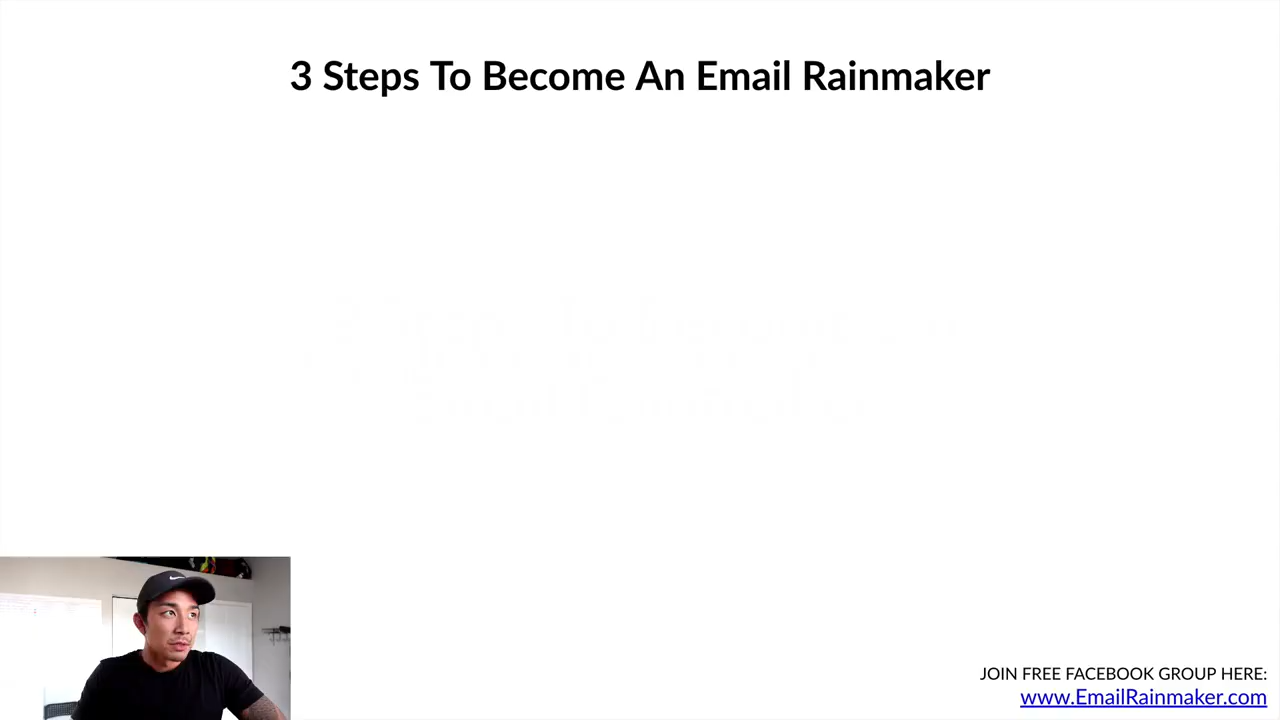 3 Steps To Become An Email Rainmaker
JOIN FREE FACEBOOK GROUP HERE:
www.EmailRainmaker.com